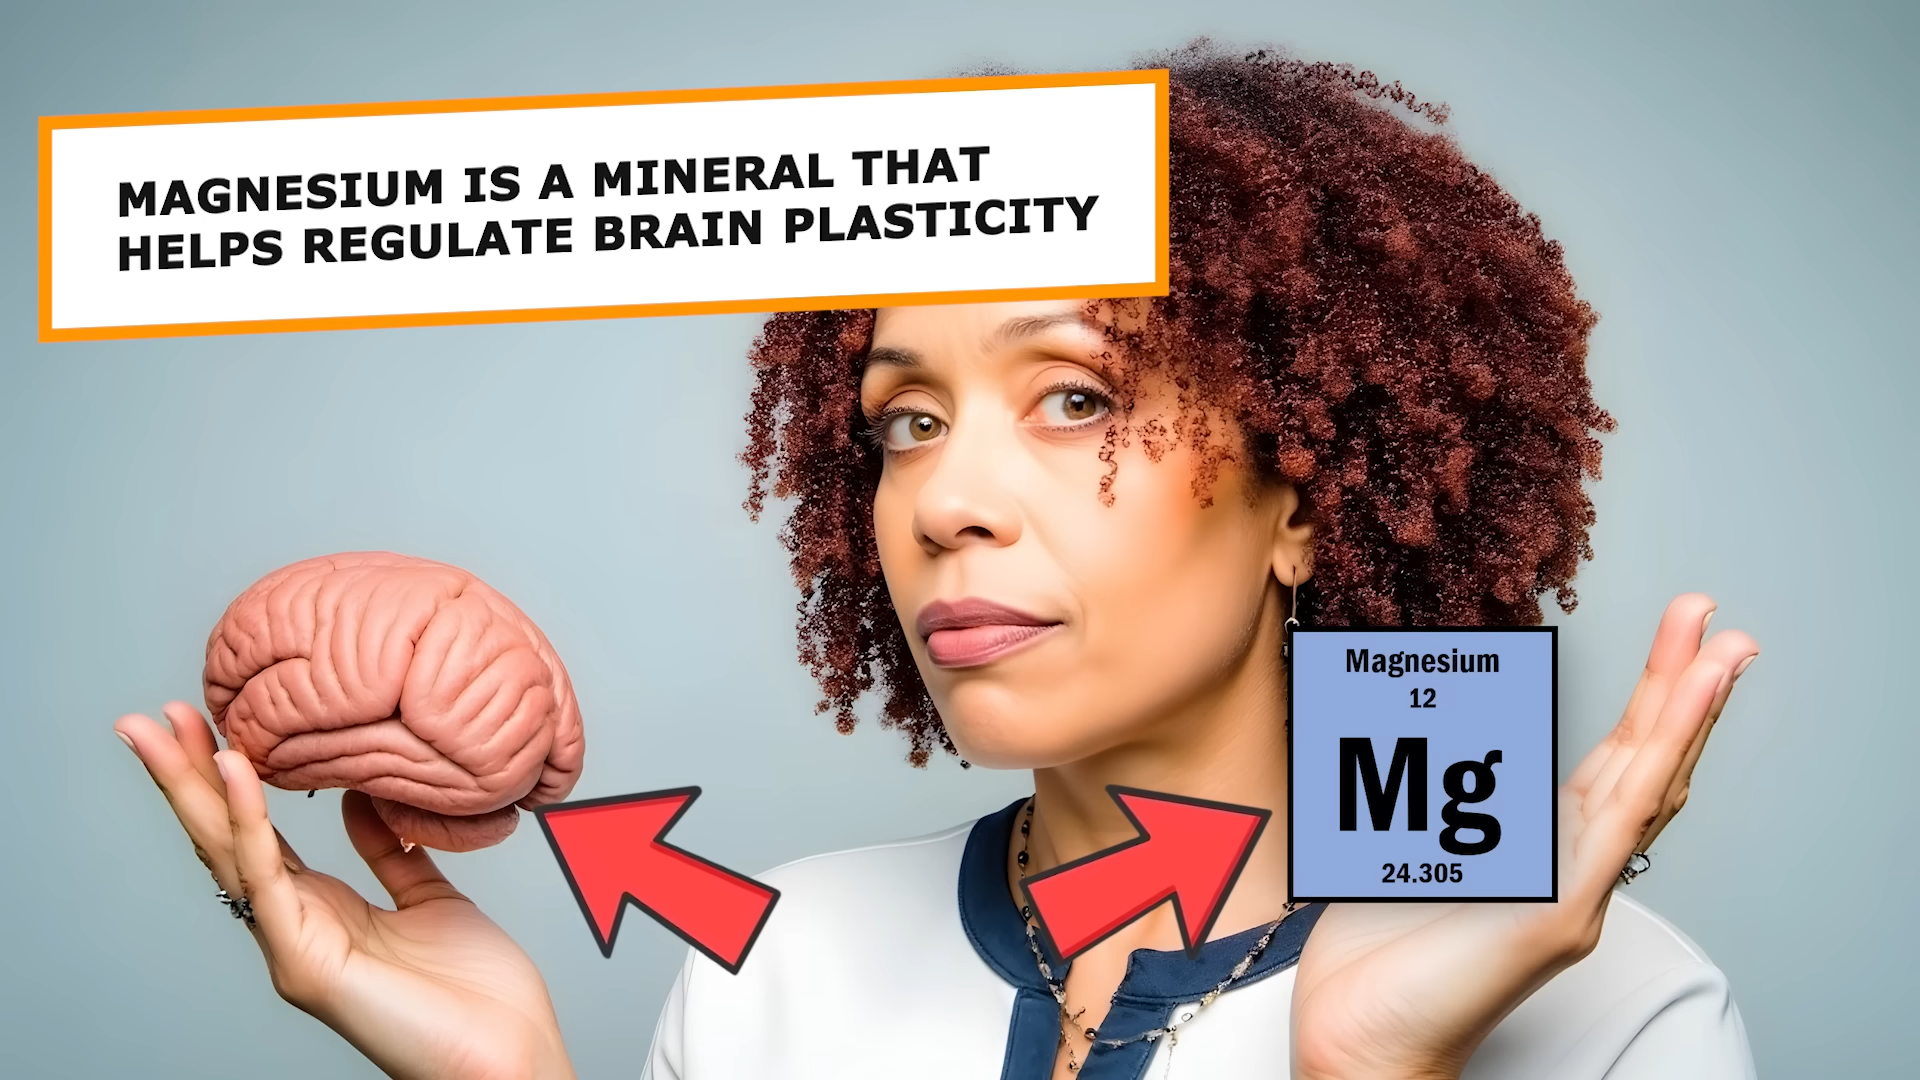 MAGNESIUM IS A MINERAL THAT
HELPS REGULATE BRAIN PLASTICITY
Magnesium
12
Mg
24.305